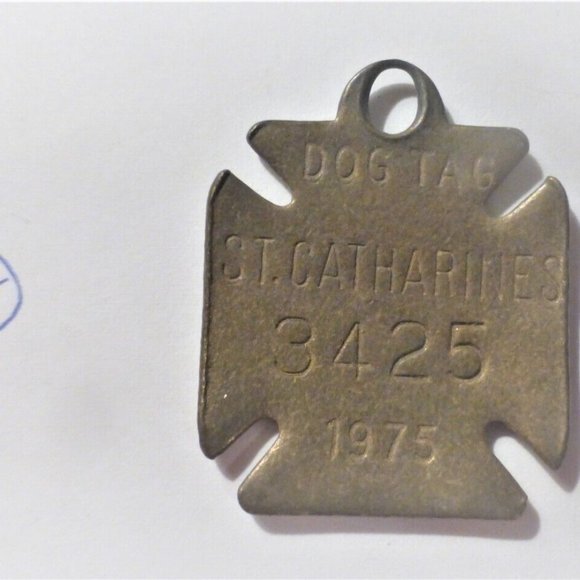 DOG TAG
ST. CATHARINES
3425
1975